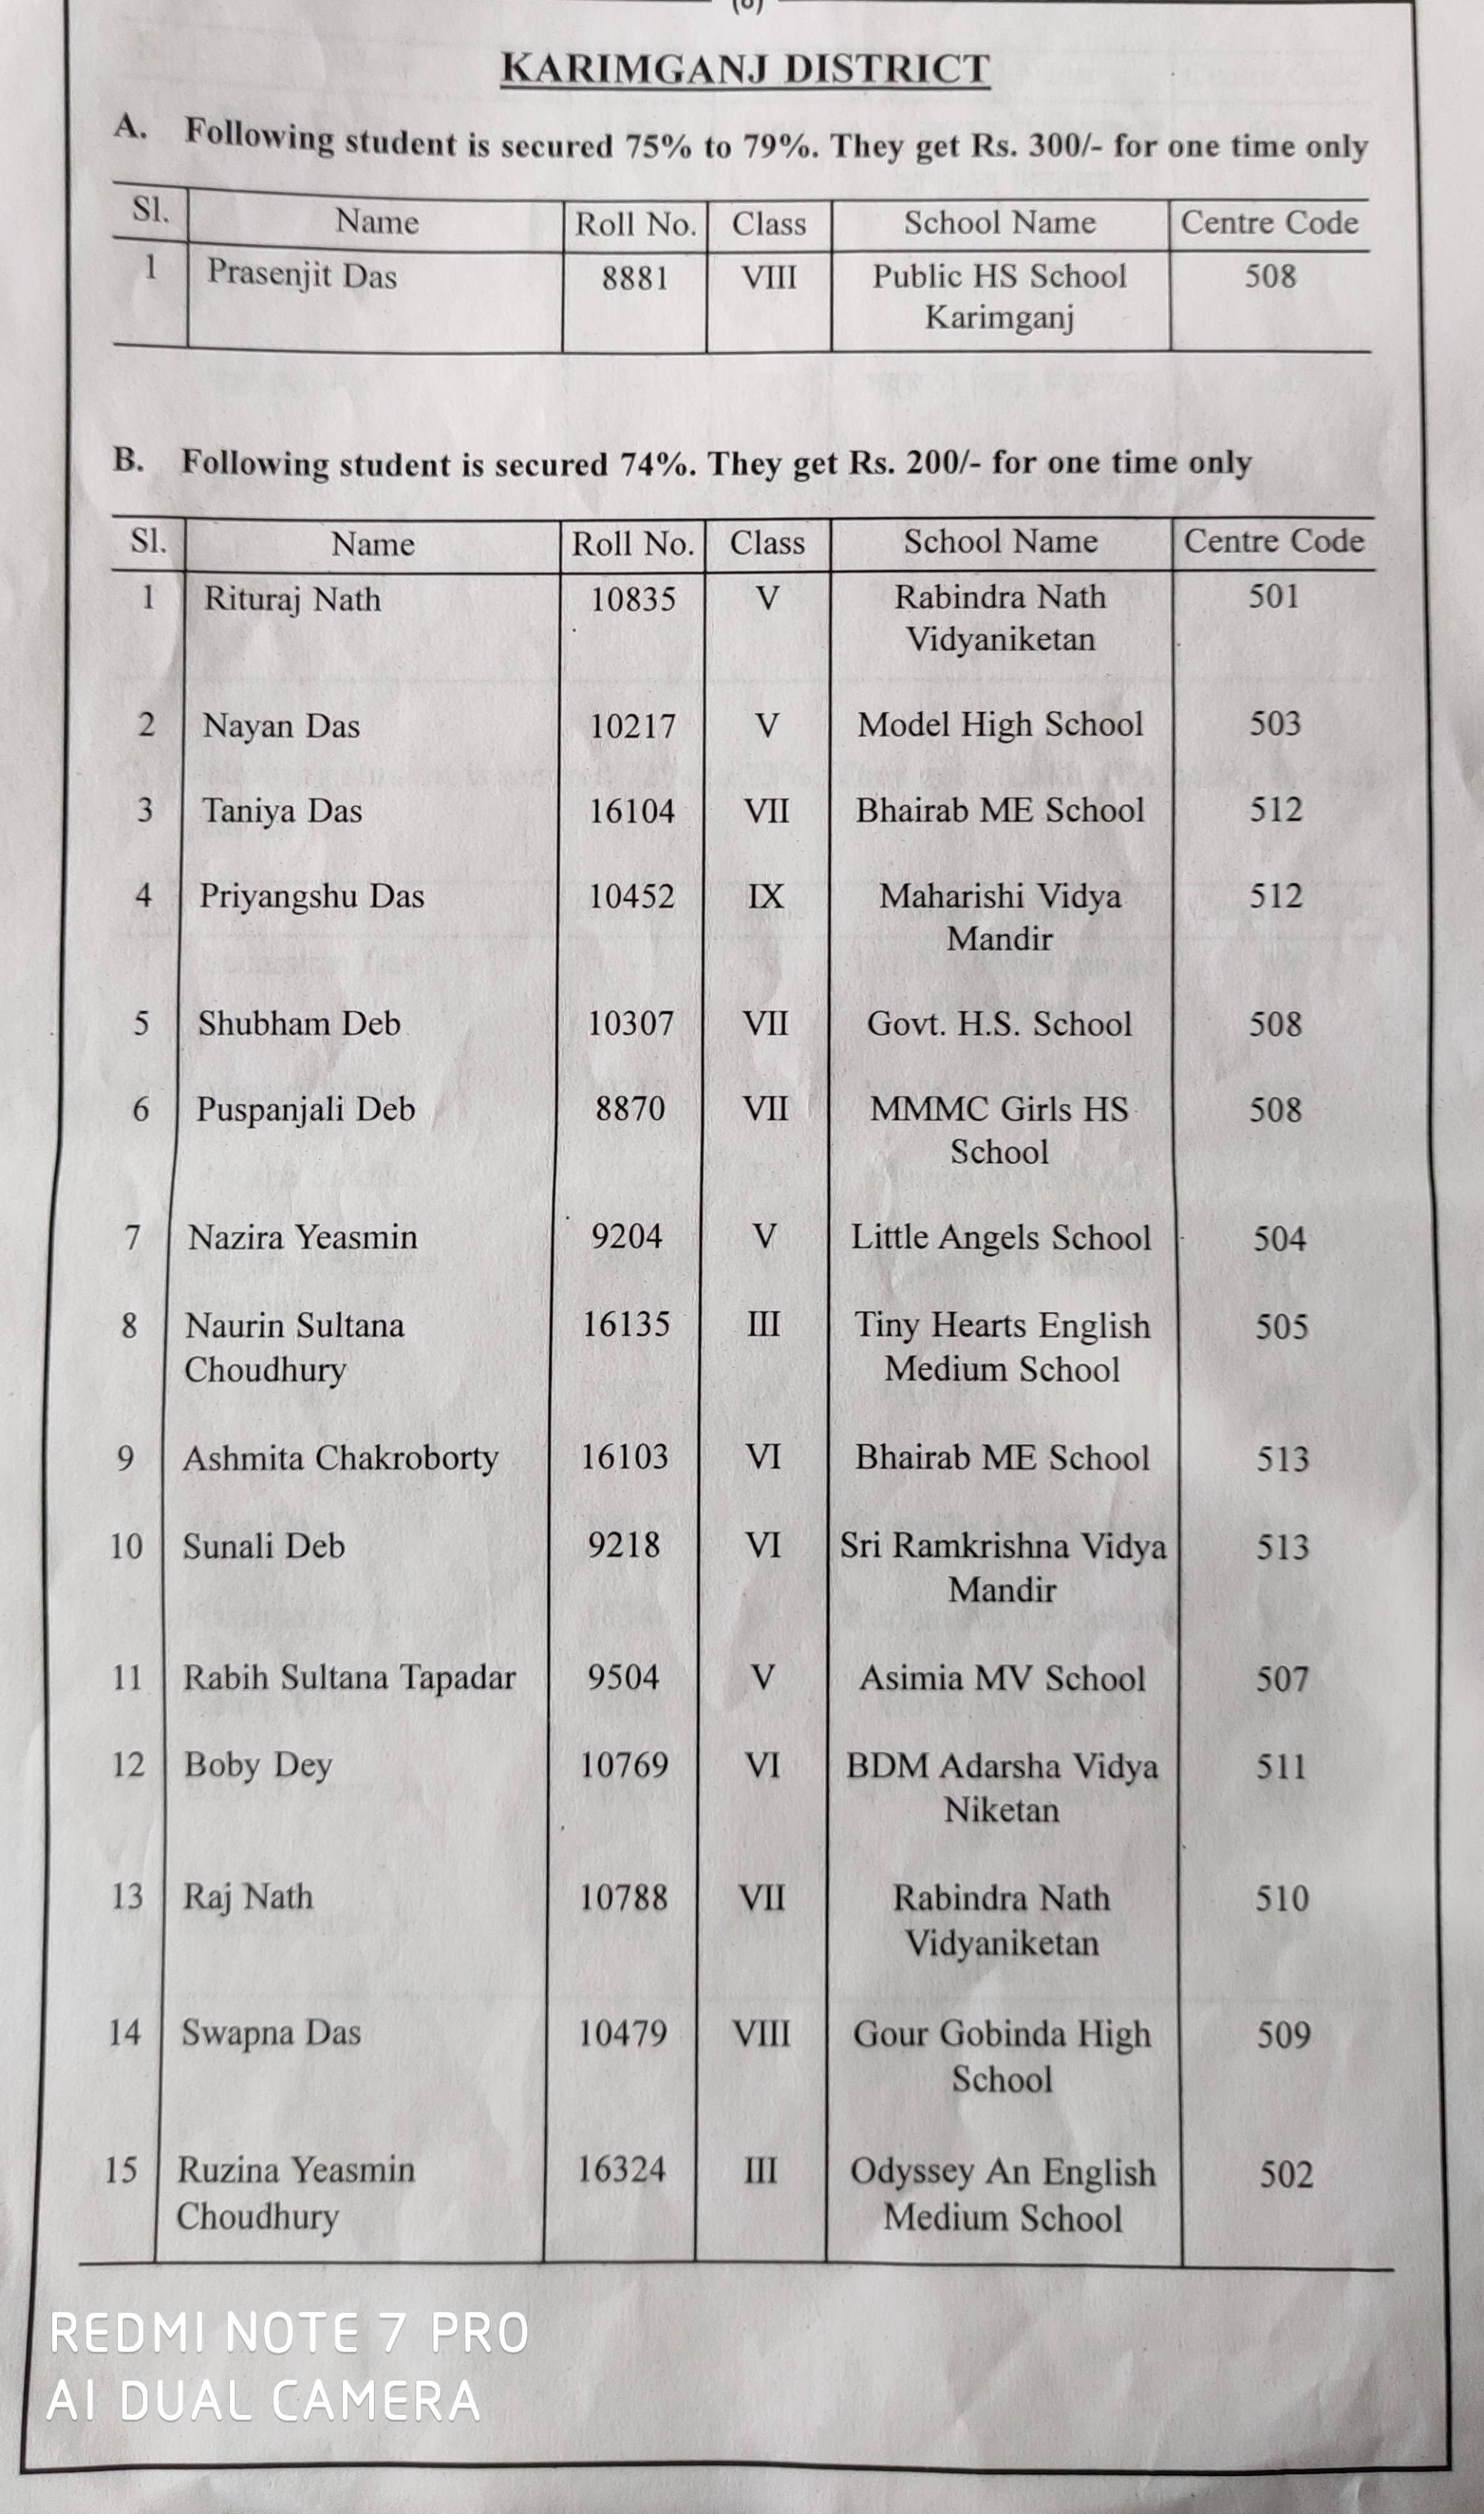 KARIMGANJ DISTRICT
A. Following student is secured 75% to 79%. They get Rs. 300/- for one time only
Sl. Name Roll No. Class School Name Centre Code
1 Prasenjit Das 8881 VIII Public HS School 508
Karimganj
B. Following student is secured 74%. They get Rs. 200/- for one time only
Sl. Name Roll No. Class School Name Centre Code
1 Rituraj Nath 10835 V Rabindra Nath 501
Vidyaniketan
2 Nayan Das 10217 V Model High School 503
3 Taniya Das 16104 VII Bhairab ME School 512
4 Priyangshu Das 10452 IX Maharishi Vidya 512
Mandir
5 Shubham Deb 10307 VII Govt. H.S. School 508
6 Puspanjali Deb 8870 VII MMMC Girls HS 508
School
7 Nazira Yeasmin 9204 V Little Angels School 504
8 Naurin Sultana 16135 III Tiny Hearts English 505
Choudhury Medium School
9 Ashmita Chakroborty 16103 VI Bhairab ME School 513
10 Sunali Deb 9218 VI Sri Ramkrishna Vidya 513
Mandir
11 Rabih Sultana Tapadar 9504 V Asimia MV School 507
12 Boby Dey 10769 VI BDM Adarsha Vidya 511
Niketan
13 Raj Nath 10788 VII Rabindra Nath 510
Vidyaniketan
14 Swapna Das 10479 VIII Gour Gobinda High 509
School
15 Ruzina Yeasmin 16324 III Odyssey An English 502
Choudhury Medium School
REDMI NOTE 7 PRO
AI DUAL CAMERA